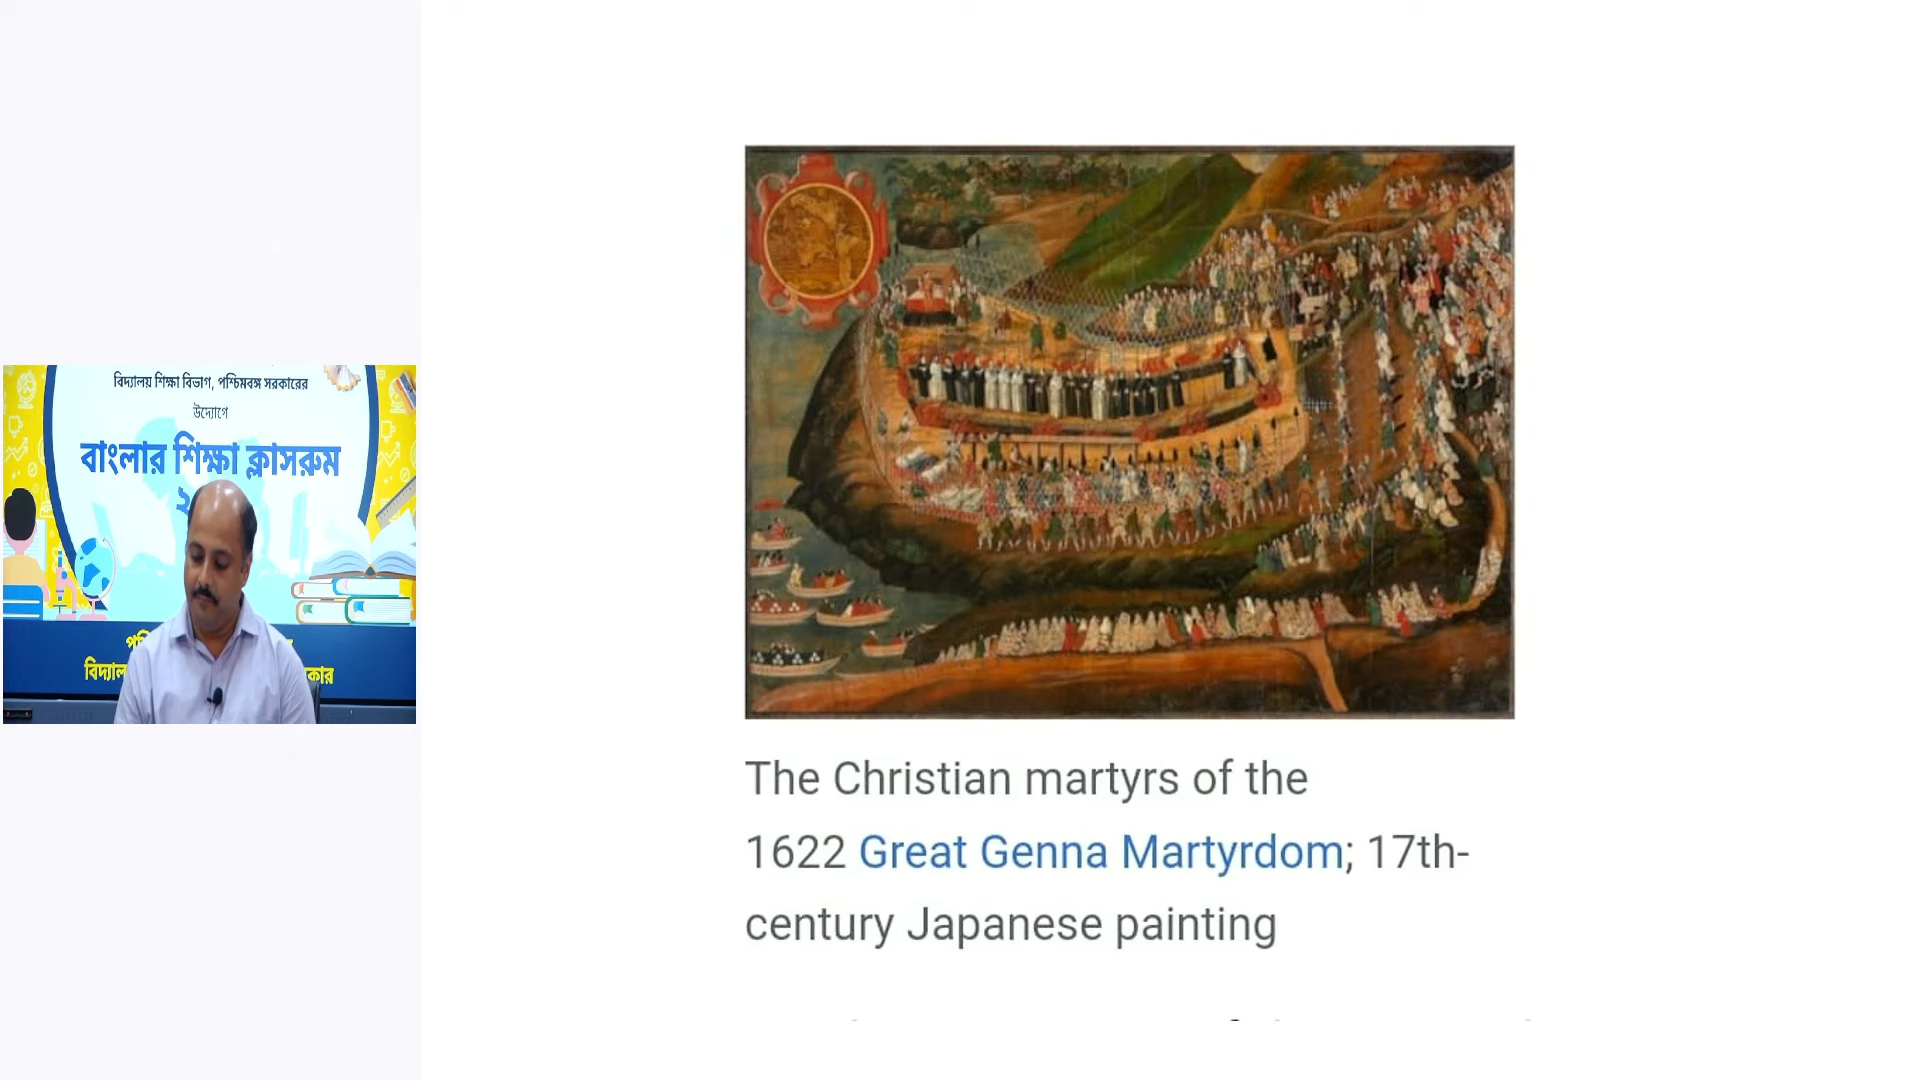 বিদ্যালয় শিক্ষা বিভাগ, পশ্চিমবঙ্গ সরকারের
উদ্যোগে
বাংলার শিক্ষা ক্লাসরুম
The Christian martyrs of the
1622 Great Genna Martyrdom; 17th-
century Japanese painting